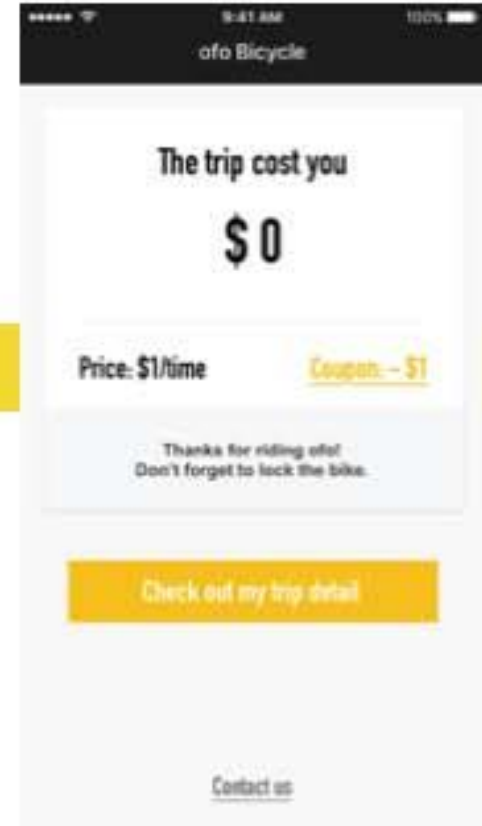 9:41 AM 100%
ofo Bicycle
The trip cost you
$ 0
Price: $1/time Coupon: - $1
Thanks for riding ofo!
Don't forget to lock the bike.
Check out my trip detail
Contact us